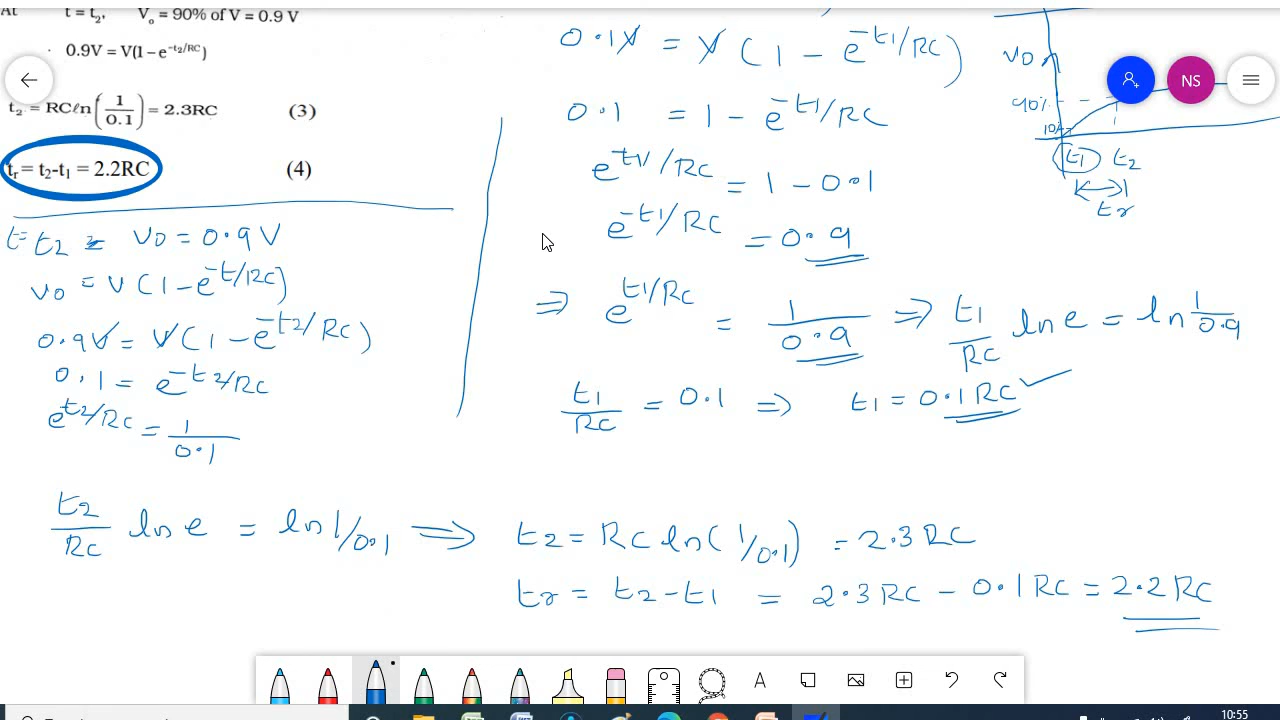 At t = t₂, Vₒ = 90% of V = 0.9 V
0.9V = V(1 – e^–t₂/RC)
t₂ = RCℓn(1/0.1) = 2.3RC (3)
tᵣ = t₂-t₁ = 2.2RC (4)
t= t2 = V0 = 0.9V
V0 = V(1-e^-t/RC)
0.9V = V(1-e^-t2/RC)
0.1 = e^-t2/RC
e^t2/RC = 1/0.1
0.1V = V(1 - e^-t1/RC)
0.1 = 1 - e^-t1/RC
e^-t1/RC = 1-0.1
e^-t1/RC = 0.9
⇒ e^t1/RC = 1/0.9 ⇒ t1/RC ln e = ln 1/0.9
t1/RC = 0.1 ⇒ t1 = 0.1RC ✓
t2/RC ln e = ln 1/0.1 ⇒ t2 = RC ln(1/0.1) = 2.3RC
tr = t2-t1 = 2.3RC - 0.1RC = 2.2RC
V0
90%
10%
t1 t2
tr
NS
A
10:55